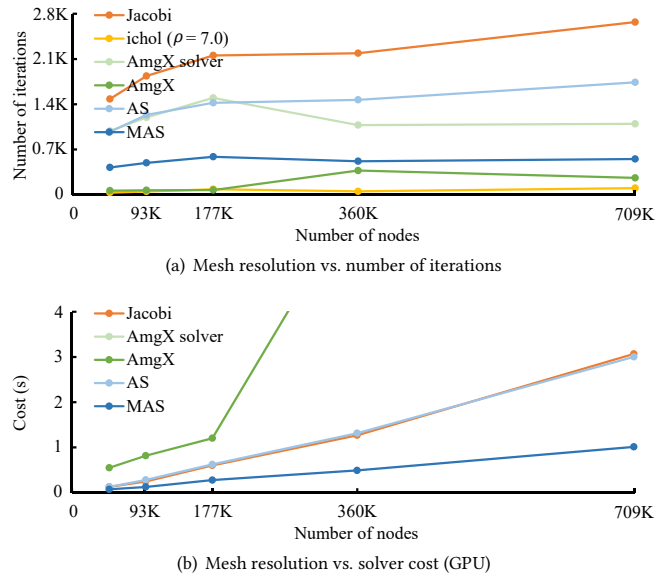 2.8K
2.1K
1.4K
0.7K
0
Number of iterations
Jacobi
ichol (ρ = 7.0)
AmgX solver
AmgX
AS
MAS
0 93K 177K 360K 709K
Number of nodes
(a) Mesh resolution vs. number of iterations
4
3
2
1
0
Cost (s)
Jacobi
AmgX solver
AmgX
AS
MAS
0 93K 177K 360K 709K
Number of nodes
(b) Mesh resolution vs. solver cost (GPU)